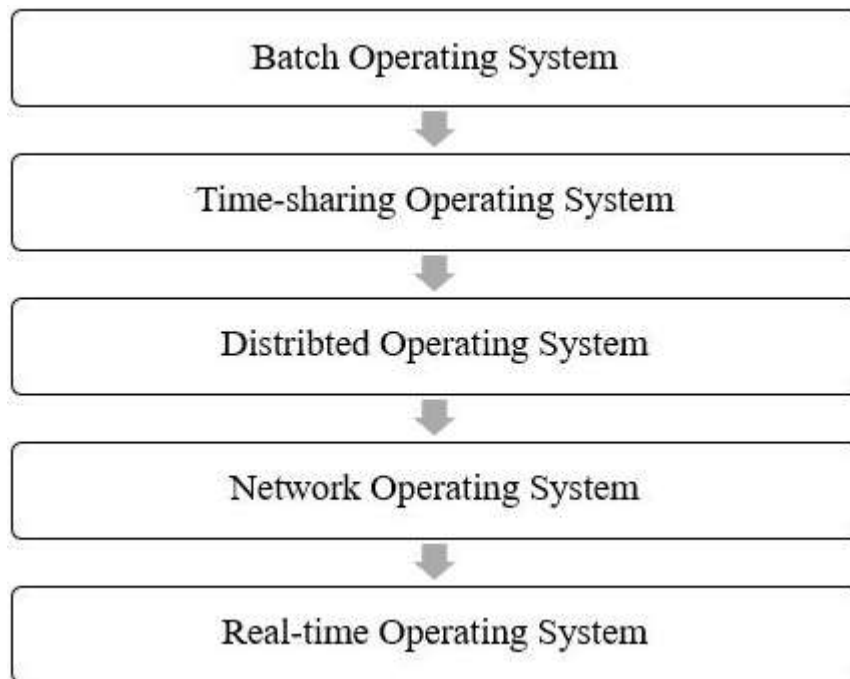 Batch Operating System
Time-sharing Operating System
Distribted Operating System
Network Operating System
Real-time Operating System